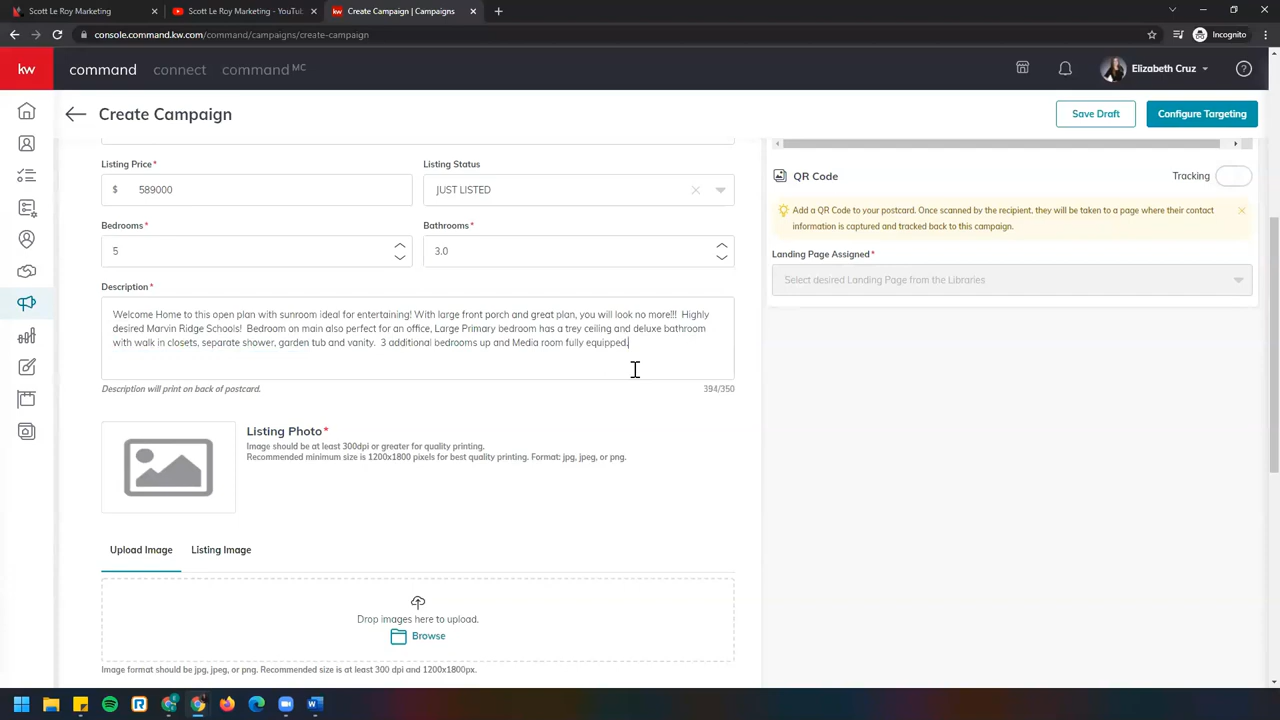 Scott Le Roy Marketing
Scott Le Roy Marketing - YouTu
Create Campaign | Campaigns
console.command.kw.com/command/campaigns/create-campaign
Incognito
kw
command
connect
command MC
Elizabeth Cruz
Create Campaign
Save Draft
Configure Targeting
Listing Price*
$ 589000
Listing Status
JUST LISTED
Bedrooms*
5
Bathrooms*
3.0
Description*
Welcome Home to this open plan with sunroom ideal for entertaining! With large front porch and great plan, you will look no more!!! Highly
desired Marvin Ridge Schools! Bedroom on main also perfect for an office, Large Primary bedroom has a trey ceiling and deluxe bathroom
with walk in closets, separate shower, garden tub and vanity. 3 additional bedrooms up and Media room fully equipped.
Description will print on back of postcard.
394/350
Listing Photo*
Image should be at least 300dpi or greater for quality printing.
Recommended minimum size is 1200x1800 pixels for best quality printing. Format: jpg, jpeg, or png.
Upload Image
Listing Image
Drop images here to upload.
Browse
Image format should be jpg, jpeg, or png. Recommended size is at least 300 dpi and 1200x1800px.
QR Code
Tracking
Add a QR Code to your postcard. Once scanned by the recipient, they will be taken to a page where their contact
information is captured and tracked back to this campaign.
Landing Page Assigned*
Select desired Landing Page from the Libraries